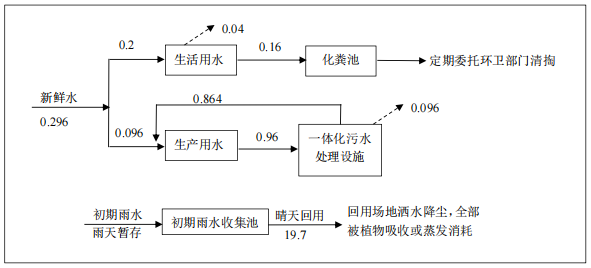 0.04
0.2
生活用水
0.16
化粪池
定期委托环卫部门清掏
新鲜水
0.296
0.864
0.096
0.096
生产用水
0.96
一体化污水
处理设施
初期雨水
雨天暂存
初期雨水收集池
晴天回用
19.7
回用场地洒水降尘,全部
被植物吸收或蒸发消耗